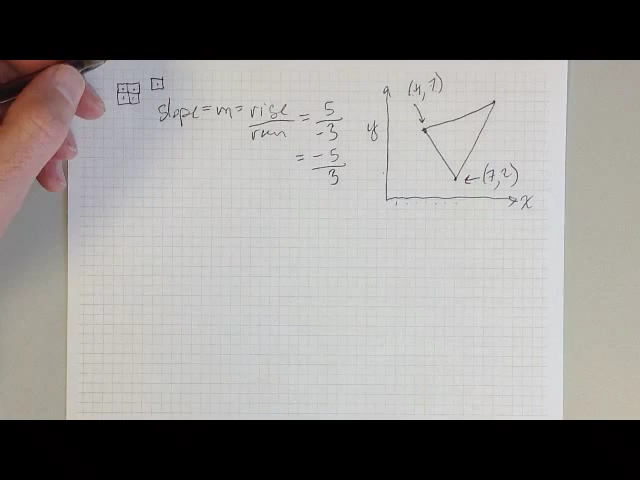 slope = m = rise/run = 5/-3
= -5/3
(4,7)
y
(7,2)
x